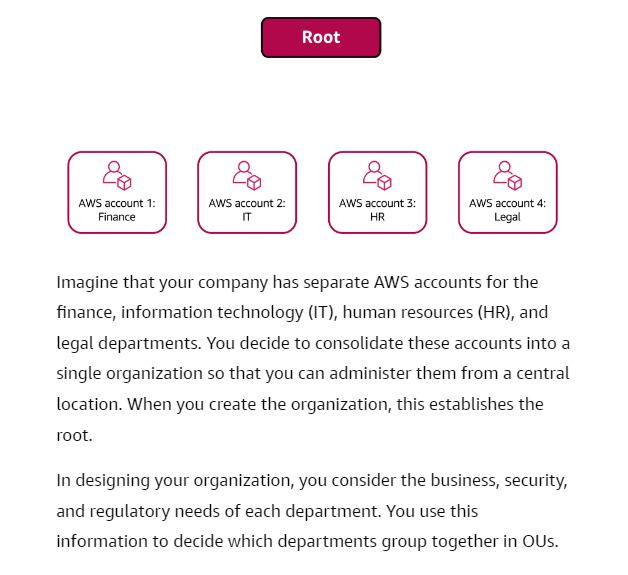 Root
AWS account 1:
Finance
AWS account 2:
IT
AWS account 3:
HR
AWS account 4:
Legal
Imagine that your company has separate AWS accounts for the
finance, information technology (IT), human resources (HR), and
legal departments. You decide to consolidate these accounts into a
single organization so that you can administer them from a central
location. When you create the organization, this establishes the
root.
In designing your organization, you consider the business, security,
and regulatory needs of each department. You use this
information to decide which departments group together in OUs.